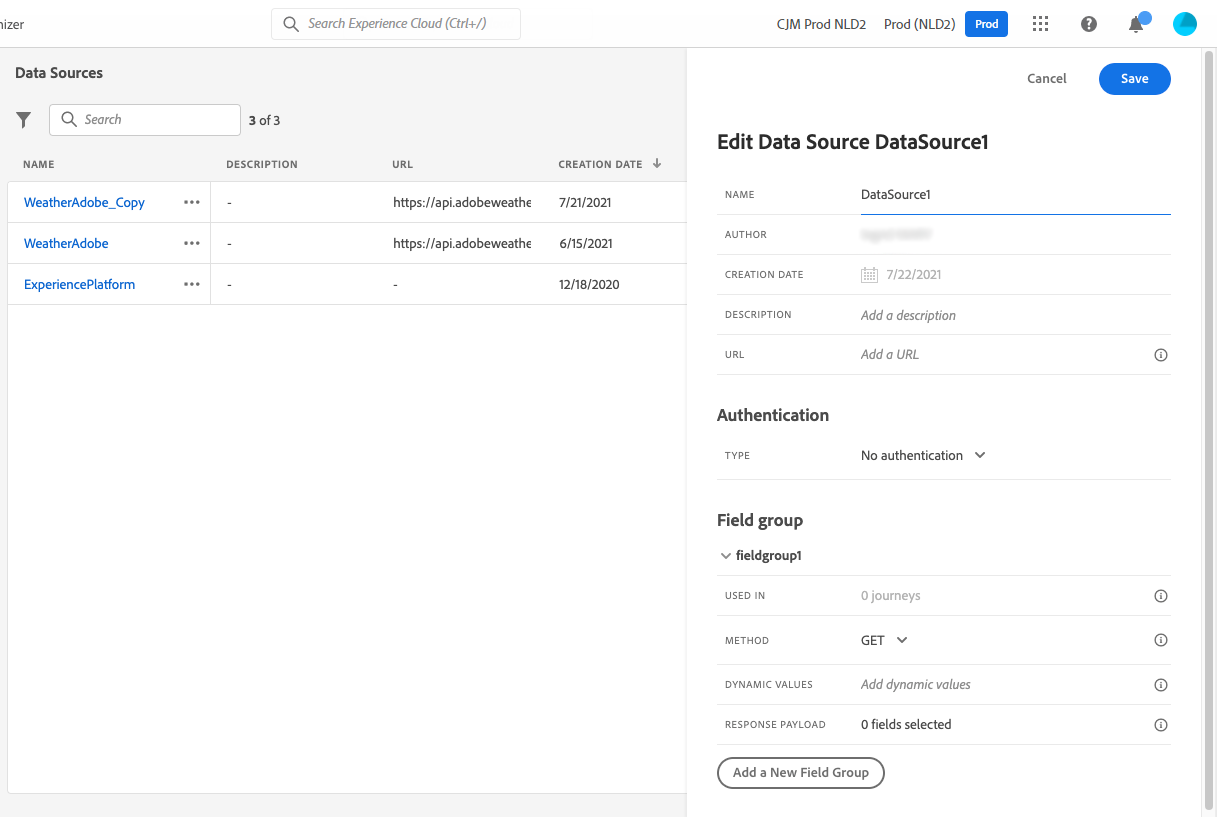 nizer
Search Experience Cloud (Ctrl+/)
CJM Prod NLD2
Prod (NLD2)
Prod
Data Sources
Search
3 of 3
NAME DESCRIPTION URL CREATION DATE
WeatherAdobe_Copy ••• - https://api.adobeweathe 7/21/2021
WeatherAdobe ••• - https://api.adobeweathe 6/15/2021
ExperiencePlatform ••• - - 12/18/2020
Cancel
Save
Edit Data Source DataSource1
NAME DataSource1
AUTHOR
CREATION DATE 7/22/2021
DESCRIPTION Add a description
URL Add a URL
Authentication
TYPE No authentication
Field group
fieldgroup1
USED IN 0 journeys
METHOD GET
DYNAMIC VALUES Add dynamic values
RESPONSE PAYLOAD 0 fields selected
Add a New Field Group